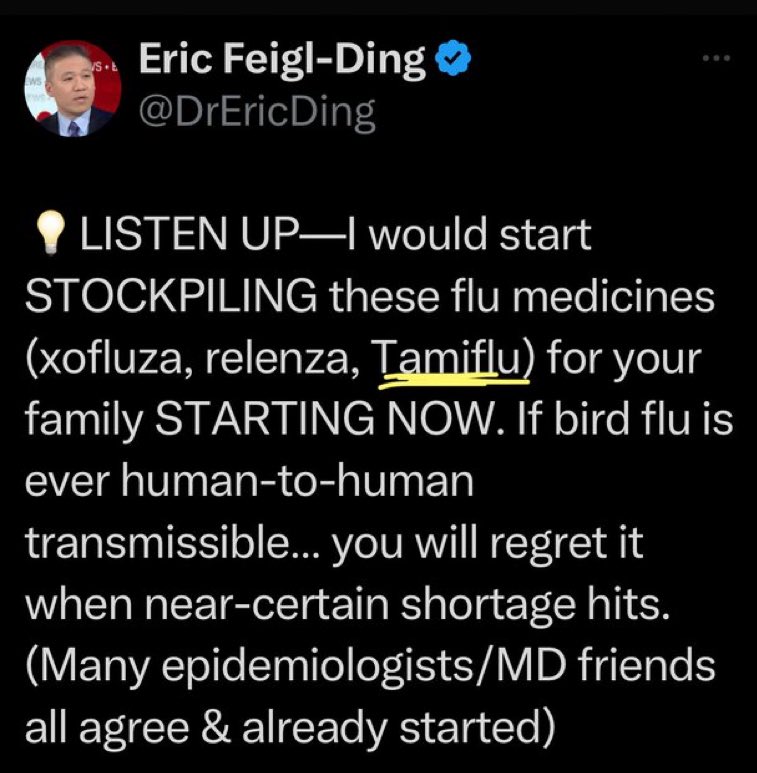 Eric Feigl-Ding
@DrEricDing
💡 LISTEN UP—I would start
STOCKPILING these flu medicines
(xofluza, relenza, Tamiflu) for your
family STARTING NOW. If bird flu is
ever human-to-human
transmissible... you will regret it
when near-certain shortage hits.
(Many epidemiologists/MD friends
all agree & already started)